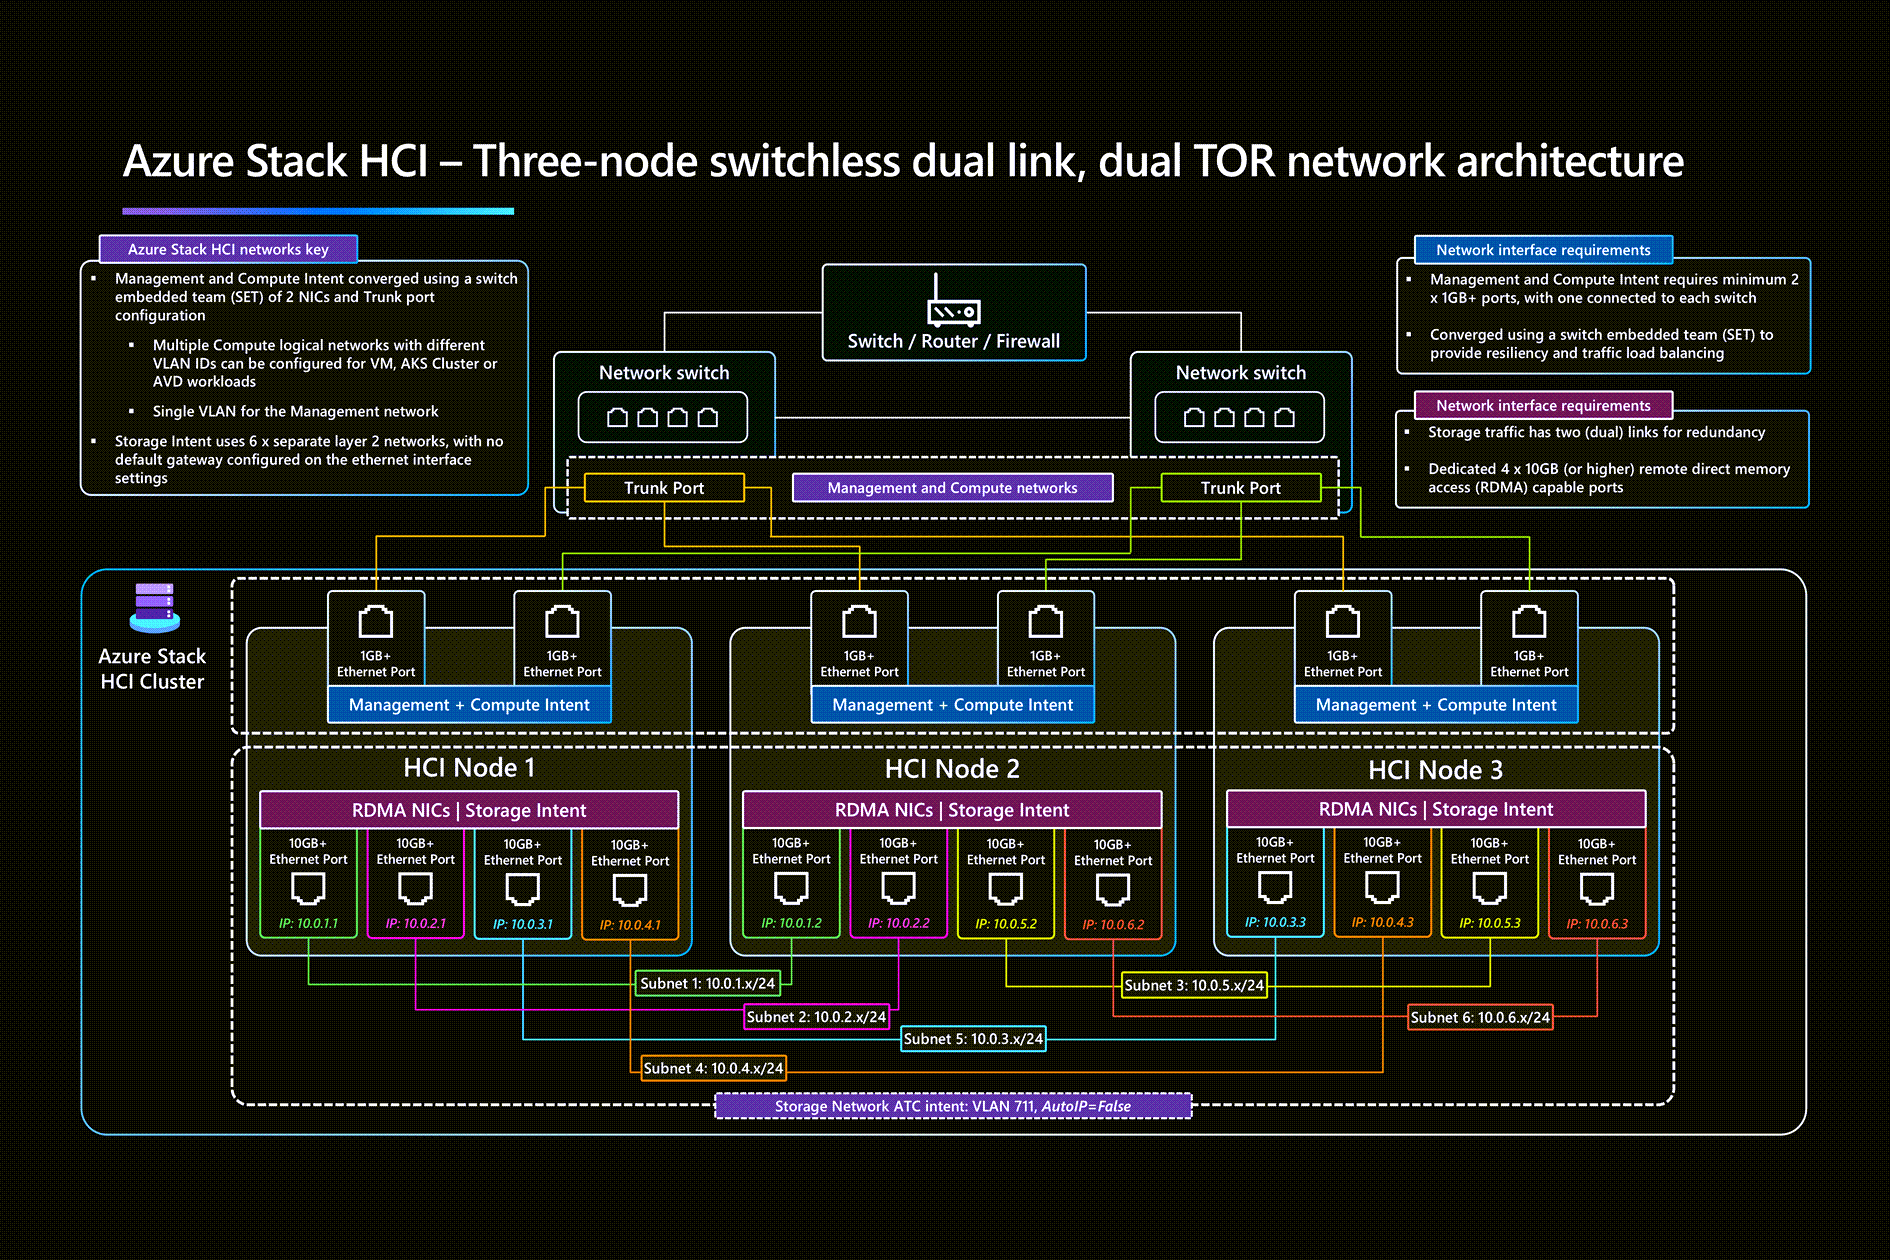 Azure Stack HCI – Three-node switchless dual link, dual TOR network architecture
Azure Stack HCI networks key
▪ Management and Compute Intent converged using a switch
embedded team (SET) of 2 NICs and Trunk port
configuration
▪ Multiple Compute logical networks with different
VLAN IDs can be configured for VM, AKS Cluster or
AVD workloads
▪ Single VLAN for the Management network
▪ Storage Intent uses 6 x separate layer 2 networks, with no
default gateway configured on the ethernet interface
settings
Switch / Router / Firewall
Network switch
Network switch
Trunk Port
Management and Compute networks
Trunk Port
Network interface requirements
▪ Management and Compute Intent requires minimum 2
x 1GB+ ports, with one connected to each switch
▪ Converged using a switch embedded team (SET) to
provide resiliency and traffic load balancing
Network interface requirements
▪ Storage traffic has two (dual) links for redundancy
▪ Dedicated 4 x 10GB (or higher) remote direct memory
access (RDMA) capable ports
Azure Stack
HCI Cluster
1GB+
Ethernet Port
1GB+
Ethernet Port
Management + Compute Intent
1GB+
Ethernet Port
1GB+
Ethernet Port
Management + Compute Intent
1GB+
Ethernet Port
1GB+
Ethernet Port
Management + Compute Intent
HCI Node 1
RDMA NICs | Storage Intent
10GB+
Ethernet Port
IP: 10.0.1.1
10GB+
Ethernet Port
IP: 10.0.2.1
10GB+
Ethernet Port
IP: 10.0.3.1
10GB+
Ethernet Port
IP: 10.0.4.1
HCI Node 2
RDMA NICs | Storage Intent
10GB+
Ethernet Port
IP: 10.0.1.2
10GB+
Ethernet Port
IP: 10.0.2.2
10GB+
Ethernet Port
IP: 10.0.5.2
10GB+
Ethernet Port
IP: 10.0.6.2
HCI Node 3
RDMA NICs | Storage Intent
10GB+
Ethernet Port
IP: 10.0.3.3
10GB+
Ethernet Port
IP: 10.0.4.3
10GB+
Ethernet Port
IP: 10.0.5.3
10GB+
Ethernet Port
IP: 10.0.6.3
Subnet 1: 10.0.1.x/24
Subnet 3: 10.0.5.x/24
Subnet 2: 10.0.2.x/24
Subnet 6: 10.0.6.x/24
Subnet 5: 10.0.3.x/24
Subnet 4: 10.0.4.x/24
Storage Network ATC intent: VLAN 711, AutoIP=False